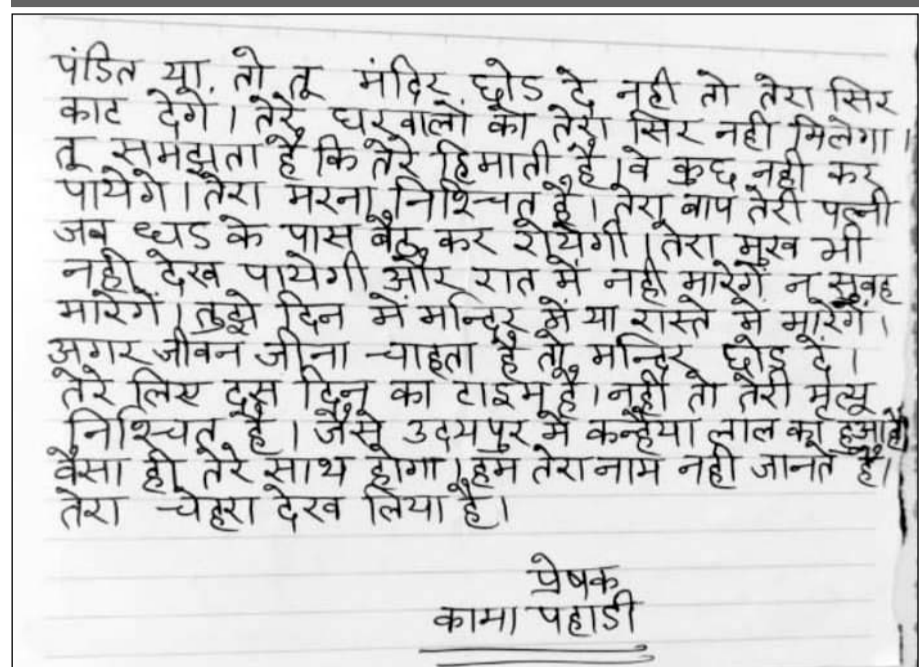 पंडित या तो तू मंदिर छोड दे नही तो तेरा सिर
काट देगे। तेरे घरवालों को तेरा सिर नही मिलेगा।
तू समझता है कि तेरे हिमाती है। वे कुछ नही कर
पायेगे। तेरा मरना निश्चित है। तेरा बाप तेरी पत्नी
जब धड के पास बैठ कर रोयेगी। तेरा मुख भी
नही देख पायेगी और रात में नही मारेगें न सुवह
मारेगें। तुझे दिन में मन्दिर में या रास्ते में मारेगें।
अगर जीवन जीना चाहता है तो मन्दिर छोड दें।
तेरे लिए दस दिन का टाइम है। नही तो तेरी मृत्यू
निश्चित है। जैसे उदयपुर में कन्हैया लाल का हुआ है
वैसा ही तेरे साथ होगा। हम तेरा नाम नही जानते है।
तेरा चेहरा देख लिया है।
प्रेषक
कामा पहाडी